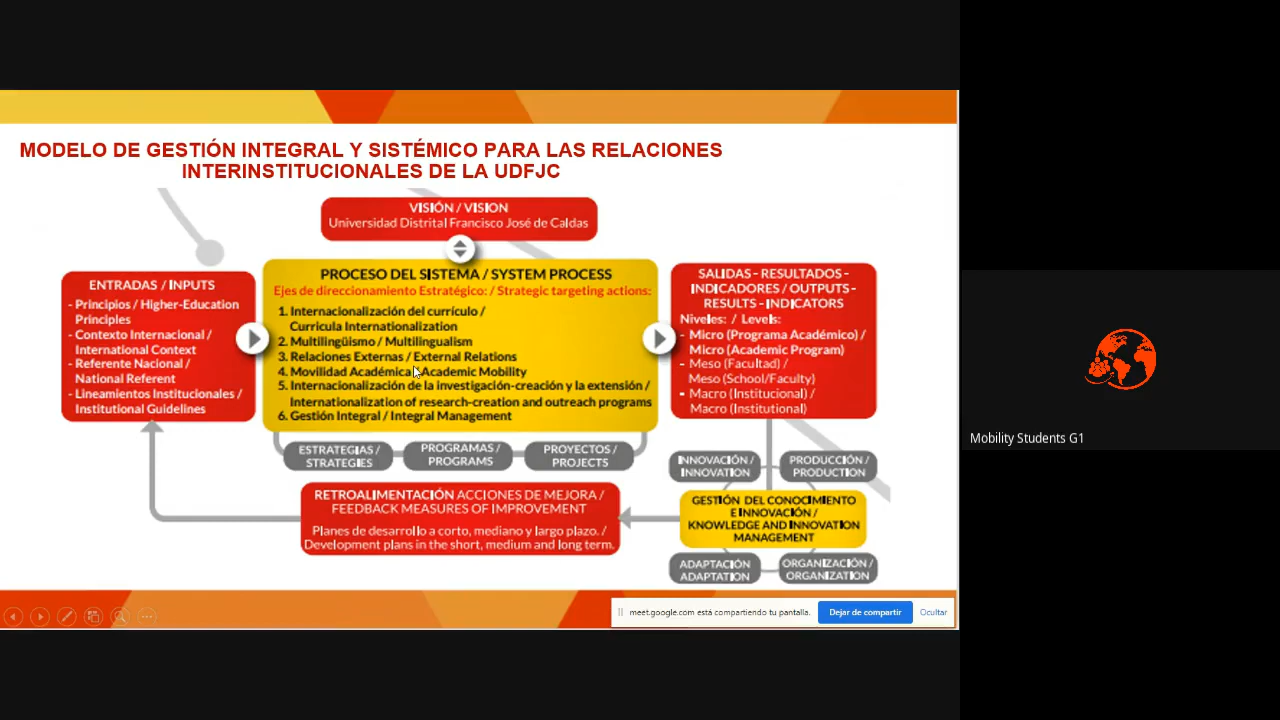 MODELO DE GESTIÓN INTEGRAL Y SISTÉMICO PARA LAS RELACIONES
INTERINSTITUCIONALES DE LA UDFJC
VISIÓN / VISION
Universidad Distrital Francisco José de Caldas
ENTRADAS / INPUTS
- Principios / Higher-Education
Principles
- Contexto Internacional /
International Context
- Referente Nacional /
National Referent
- Lineamientos Institucionales /
Institutional Guidelines
PROCESO DEL SISTEMA / SYSTEM PROCESS
Ejes de direccionamiento Estratégico: / Strategic targeting actions:
1. Internacionalización del currículo /
Curricula Internationalization
2. Multilingüismo / Multilingualism
3. Relaciones Externas / External Relations
4. Movilidad Académica / Academic Mobility
5. Internacionalización de la investigación-creación y la extensión /
Internationalization of research-creation and outreach programs
6. Gestión Integral / Integral Management
SALIDAS - RESULTADOS -
INDICADORES / OUTPUTS -
RESULTS - INDICATORS
Niveles: / Levels:
- Micro (Programa Académico) /
Micro (Academic Program)
- Meso (Facultad) /
Meso (School/Faculty)
- Macro (Institucional) /
Macro (Institutional)
ESTRATEGIAS /
STRATEGIES
PROGRAMAS /
PROGRAMS
PROYECTOS /
PROJECTS
INNOVACIÓN /
INNOVATION
PRODUCCIÓN /
PRODUCTION
RETROALIMENTACIÓN ACCIONES DE MEJORA /
FEEDBACK MEASURES OF IMPROVEMENT
Planes de desarrollo a corto, mediano y largo plazo. /
Development plans in the short, medium and long term.
GESTIÓN DEL CONOCIMIENTO
E INNOVACIÓN /
KNOWLEDGE AND INNOVATION
MANAGEMENT
ADAPTACIÓN
ADAPTATION
ORGANIZACIÓN /
ORGANIZATION
meet.google.com está compartiendo tu pantalla.
Dejar de compartir
Ocultar
Mobility Students G1